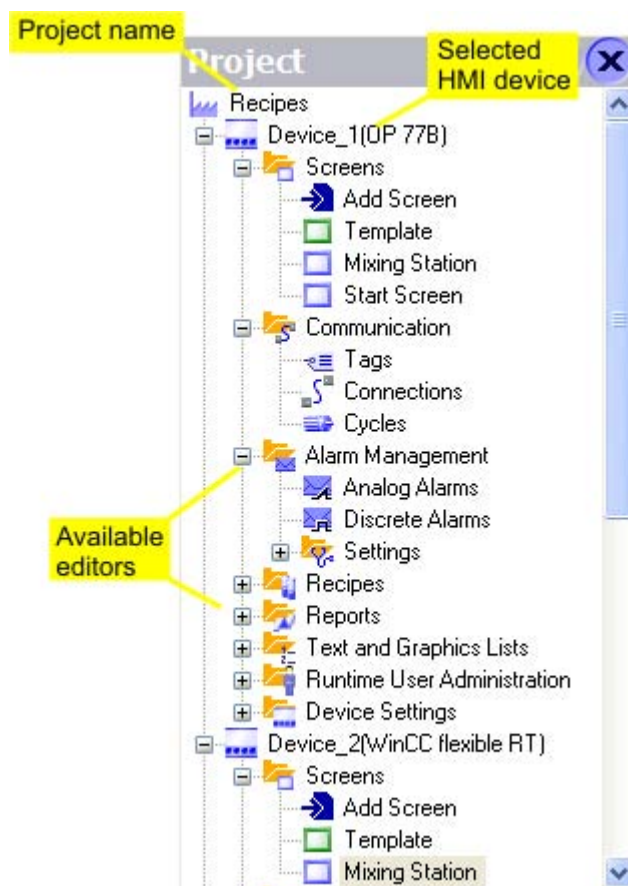 Project name
Project
Selected
HMI device
Recipes
Device_1(OP 77B)
Screens
Add Screen
Template
Mixing Station
Start Screen
Communication
Tags
Connections
Cycles
Alarm Management
Analog Alarms
Discrete Alarms
Settings
Available
editors
Recipes
Reports
Text and Graphics Lists
Runtime User Administration
Device Settings
Device_2(WinCC flexible RT)
Screens
Add Screen
Template
Mixing Station